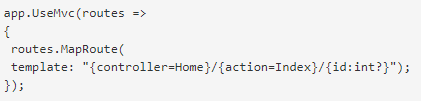 app.UseMvc(routes =>
{
routes.MapRoute(
template: "{controller=Home}/{action=Index}/{id:int?}");
});